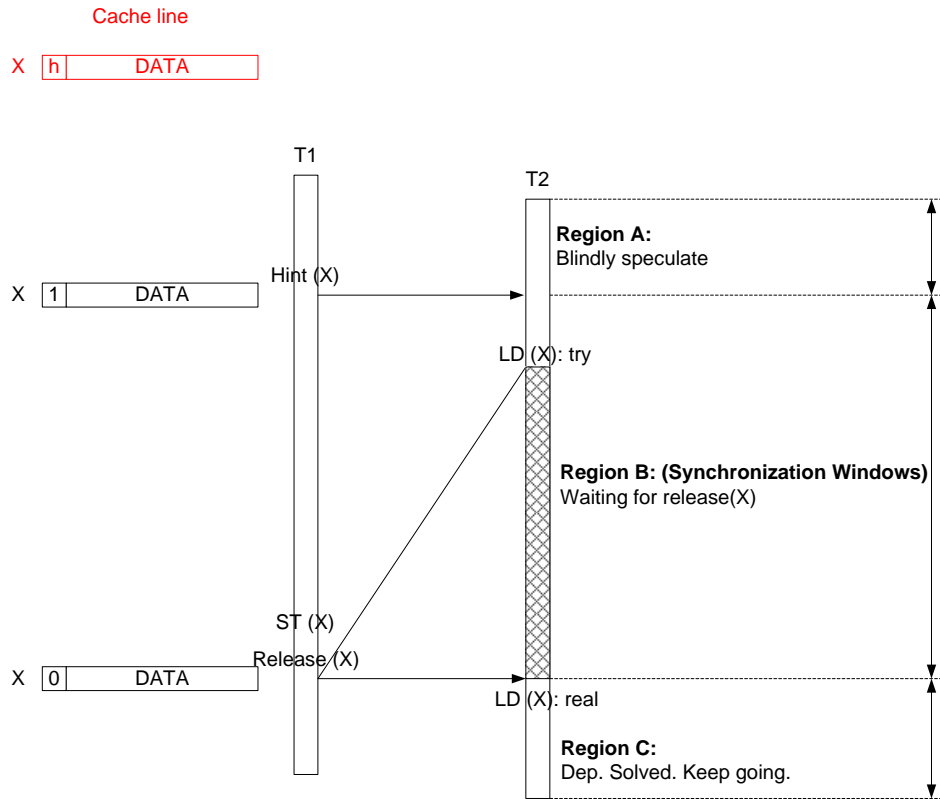 Cache line
X h DATA
T1
T2
Region A:
Blindly speculate
Hint (X)
X 1 DATA
LD (X): try
Region B: (Synchronization Windows)
Waiting for release(X)
ST (X)
Release (X)
X 0 DATA
LD (X): real
Region C:
Dep. Solved. Keep going.